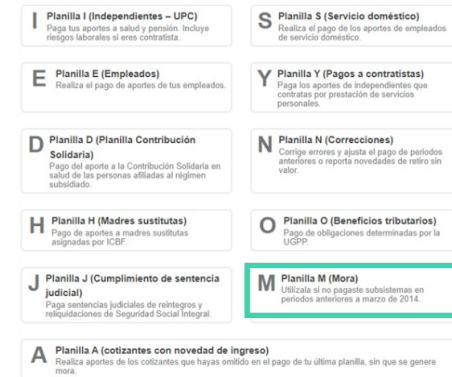 I Planilla I (Independientes – UPC)
Paga tus aportes a salud y pensión. Incluye
riesgos laborales si eres contratista.
S Planilla S (Servicio doméstico)
Realiza el pago de los aportes de empleados
de servicio doméstico.
E Planilla E (Empleados)
Realiza el pago de aportes de tus empleados.
Y Planilla Y (Pagos a contratistas)
Paga los aportes de independientes que
contratas por prestación de servicios
personales.
D Planilla D (Planilla Contribución
Solidaria)
Pago del aporte a la Contribución Solidaria en
salud de las personas afiliadas al régimen
subsidiado.
N Planilla N (Correcciones)
Corrige errores y ajusta el pago de periodos
anteriores o reporta novedades de retiro sin
valor.
H Planilla H (Madres sustitutas)
Pago de aportes a madres sustitutas
asignadas por ICBF.
O Planilla O (Beneficios tributarios)
Pago de obligaciones determinadas por la
UGPP.
J Planilla J (Cumplimiento de sentencia
judicial)
Paga sentencias judiciales de reintegros y
reliquidaciones de Seguridad Social Integral.
M Planilla M (Mora)
Utilízala si no pagaste subsistemas en
periodos anteriores a marzo de 2014.
A Planilla A (cotizantes con novedad de ingreso)
Realiza aportes de los cotizantes que hayas omitido en el pago de tu última planilla, sin que se genere
mora.